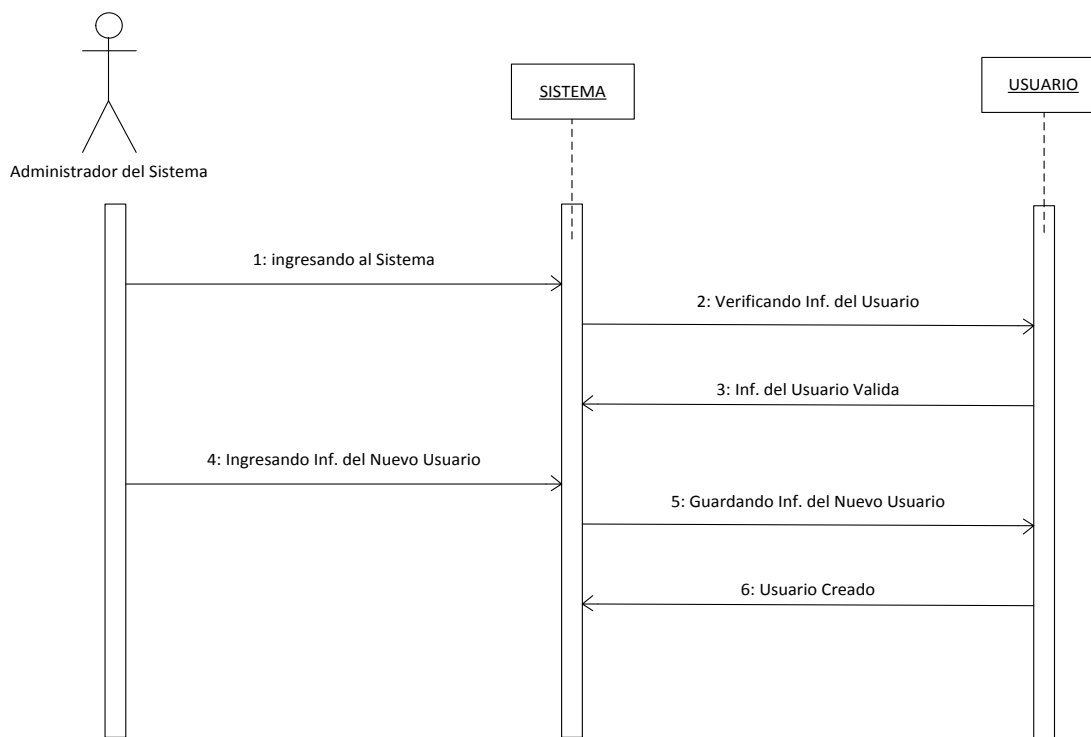 SISTEMA
USUARIO
Administrador del Sistema
1: ingresando al Sistema
2: Verificando Inf. del Usuario
3: Inf. del Usuario Valida
4: Ingresando Inf. del Nuevo Usuario
5: Guardando Inf. del Nuevo Usuario
6: Usuario Creado